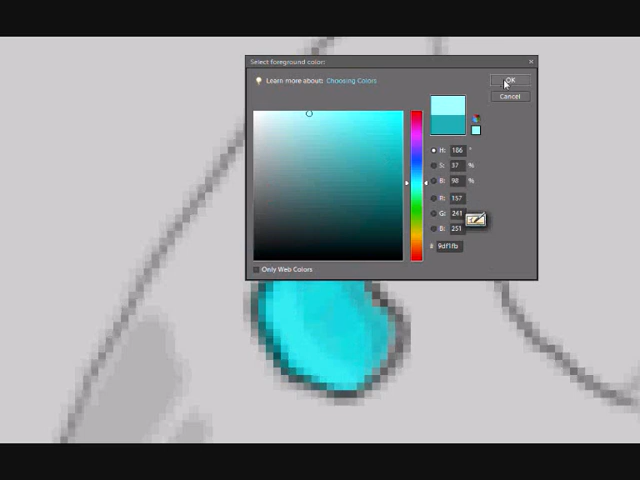 Select foreground color:
Learn more about: Choosing Colors
OK
Cancel
H: 186 °
S: 37 %
B: 98 %
R: 157
G: 241
B: 251
# 9df1fb
Only Web Colors